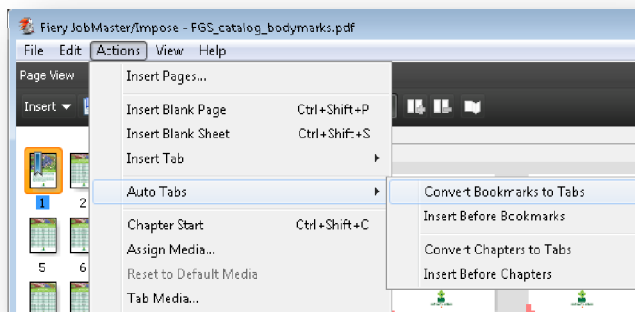 Fiery JobMaster/Impose - FGS_catalog_bodymarks.pdf
File Edit Actions View Help
Page View
Insert Pages...
Insert
Insert Blank Page Ctrl+Shift+P
Insert Blank Sheet Ctrl+Shift+S
Insert Tab
Auto Tabs
Convert Bookmarks to Tabs
1 2
Insert Before Bookmarks
Chapter Start Ctrl+Shift+C
Assign Media...
Convert Chapters to Tabs
5 6
Reset to Default Media
Insert Before Chapters
Tab Media...